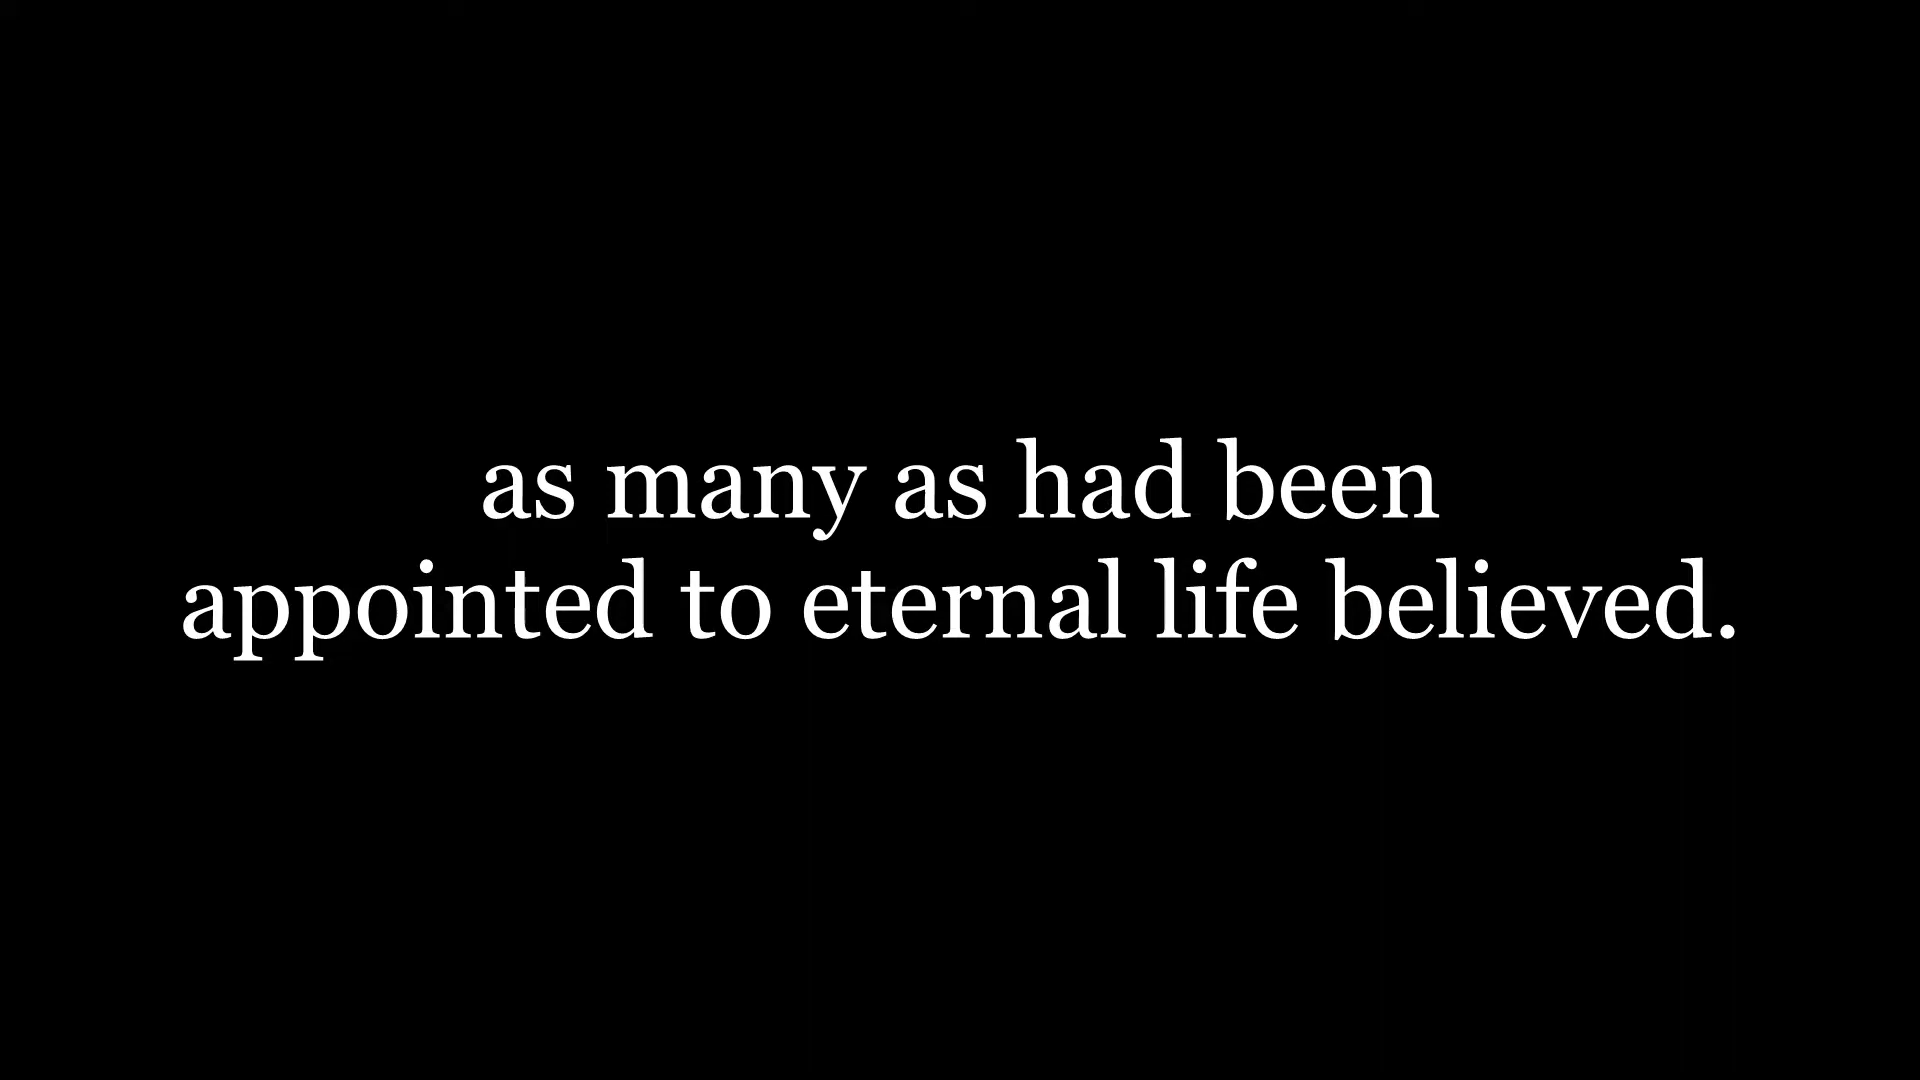 as many as had been
appointed to eternal life believed.